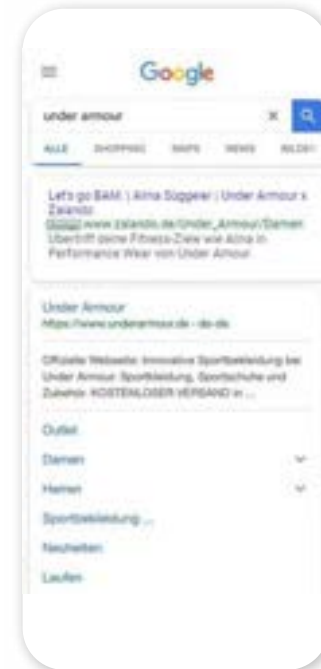 Google
under armour
ALLE SHOPPING MAPS NEWS BILDER
Let's go BAM. | Alina Süggeler | Under Armour x
Zalando
www.zalando.de/Under_Armour/Damen
Übertriff deine Fitness-Ziele wie Alina in
Performance Wear von Under Armour
Under Armour
https://www.underarmour.de › de-de
Offizielle Webseite: Innovative Sportbekleidung bei
Under Armour. Sportkleidung, Sportschuhe und
Zubehör. KOSTENLOSER VERSAND in ...
Outlet
Damen
Herren
Sportbekleidung ...
Neuheiten
Laufen